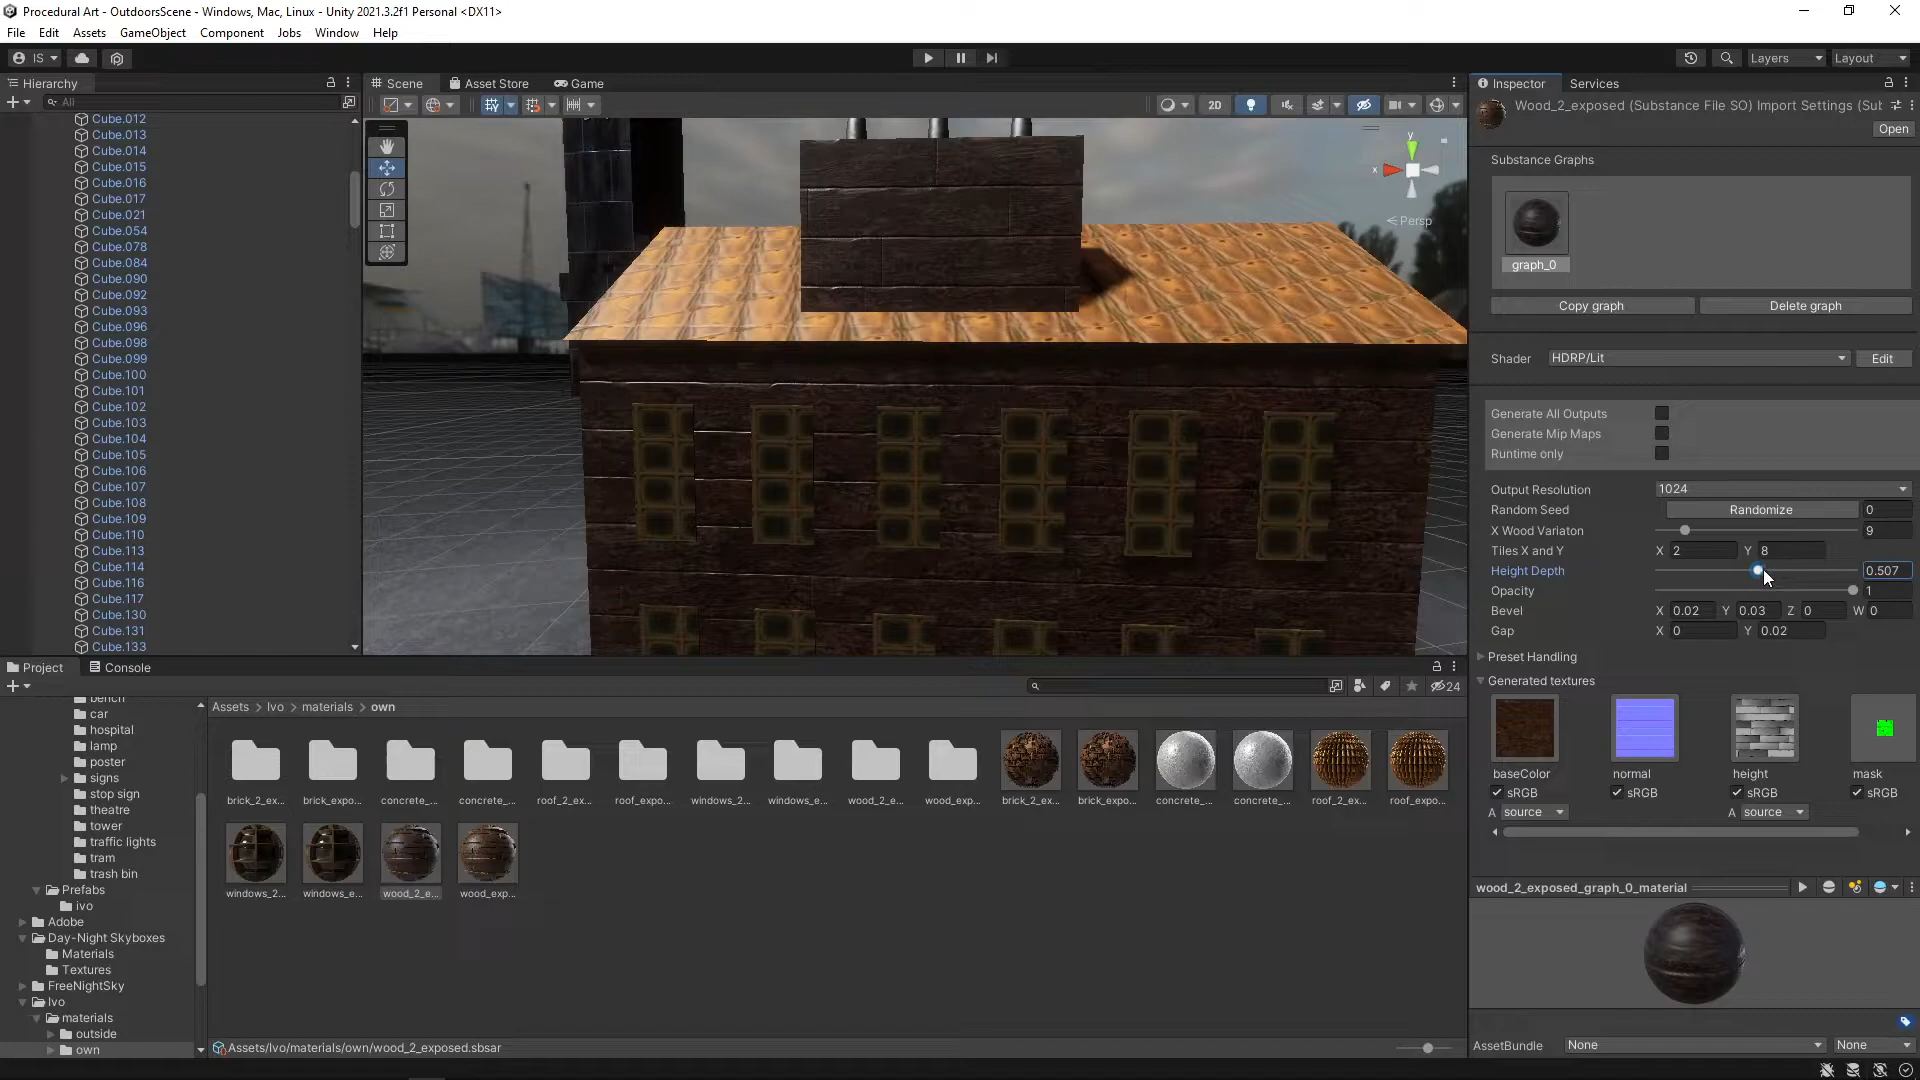 Procedural Art - OutdoorsScene - Windows, Mac, Linux - Unity 2021.3.2f1 Personal <DX11>
File Edit Assets GameObject Component Jobs Window Help
IS
Layers Layout
Hierarchy
All
Cube.012
Cube.013
Cube.014
Cube.015
Cube.016
Cube.017
Cube.021
Cube.054
Cube.078
Cube.084
Cube.090
Cube.092
Cube.093
Cube.096
Cube.098
Cube.099
Cube.100
Cube.101
Cube.102
Cube.103
Cube.104
Cube.105
Cube.106
Cube.107
Cube.108
Cube.109
Cube.110
Cube.113
Cube.114
Cube.116
Cube.117
Cube.130
Cube.131
Cube.133
Scene Asset Store Game
2D
y
x
Persp
Inspector Services
Wood_2_exposed (Substance File SO) Import Settings (Sut
Open
Substance Graphs
graph_0
Copy graph Delete graph
Shader HDRP/Lit Edit
Generate All Outputs
Generate Mip Maps
Runtime only
Output Resolution 1024
Random Seed Randomize 0
X Wood Variaton 9
Tiles X and Y X 2 Y 8
Height Depth 0.507
Opacity 1
Bevel X 0.02 Y 0.03 Z 0 W 0
Gap X 0 Y 0.02
Preset Handling
Generated textures
baseColor normal height mask
sRGB sRGB sRGB sRGB
A source A source
wood_2_exposed_graph_0_material
AssetBundle None None
Project Console
24
bench
car
hospital
lamp
poster
signs
stop sign
theatre
tower
traffic lights
tram
trash bin
Prefabs
ivo
Adobe
Day-Night Skyboxes
Materials
Textures
FreeNightSky
Ivo
materials
outside
own
Assets > Ivo > materials > own
brick_2_ex... brick_expo... concrete_... concrete_... roof_2_ex... roof_expo... windows_2... windows_e... wood_2_e... wood_exp... brick_2_ex... brick_expo... concrete_... concrete_... roof_2_ex... roof_expo...
windows_2... windows_e... wood_2_e... wood_exp...
Assets/Ivo/materials/own/wood_2_exposed.sbsar